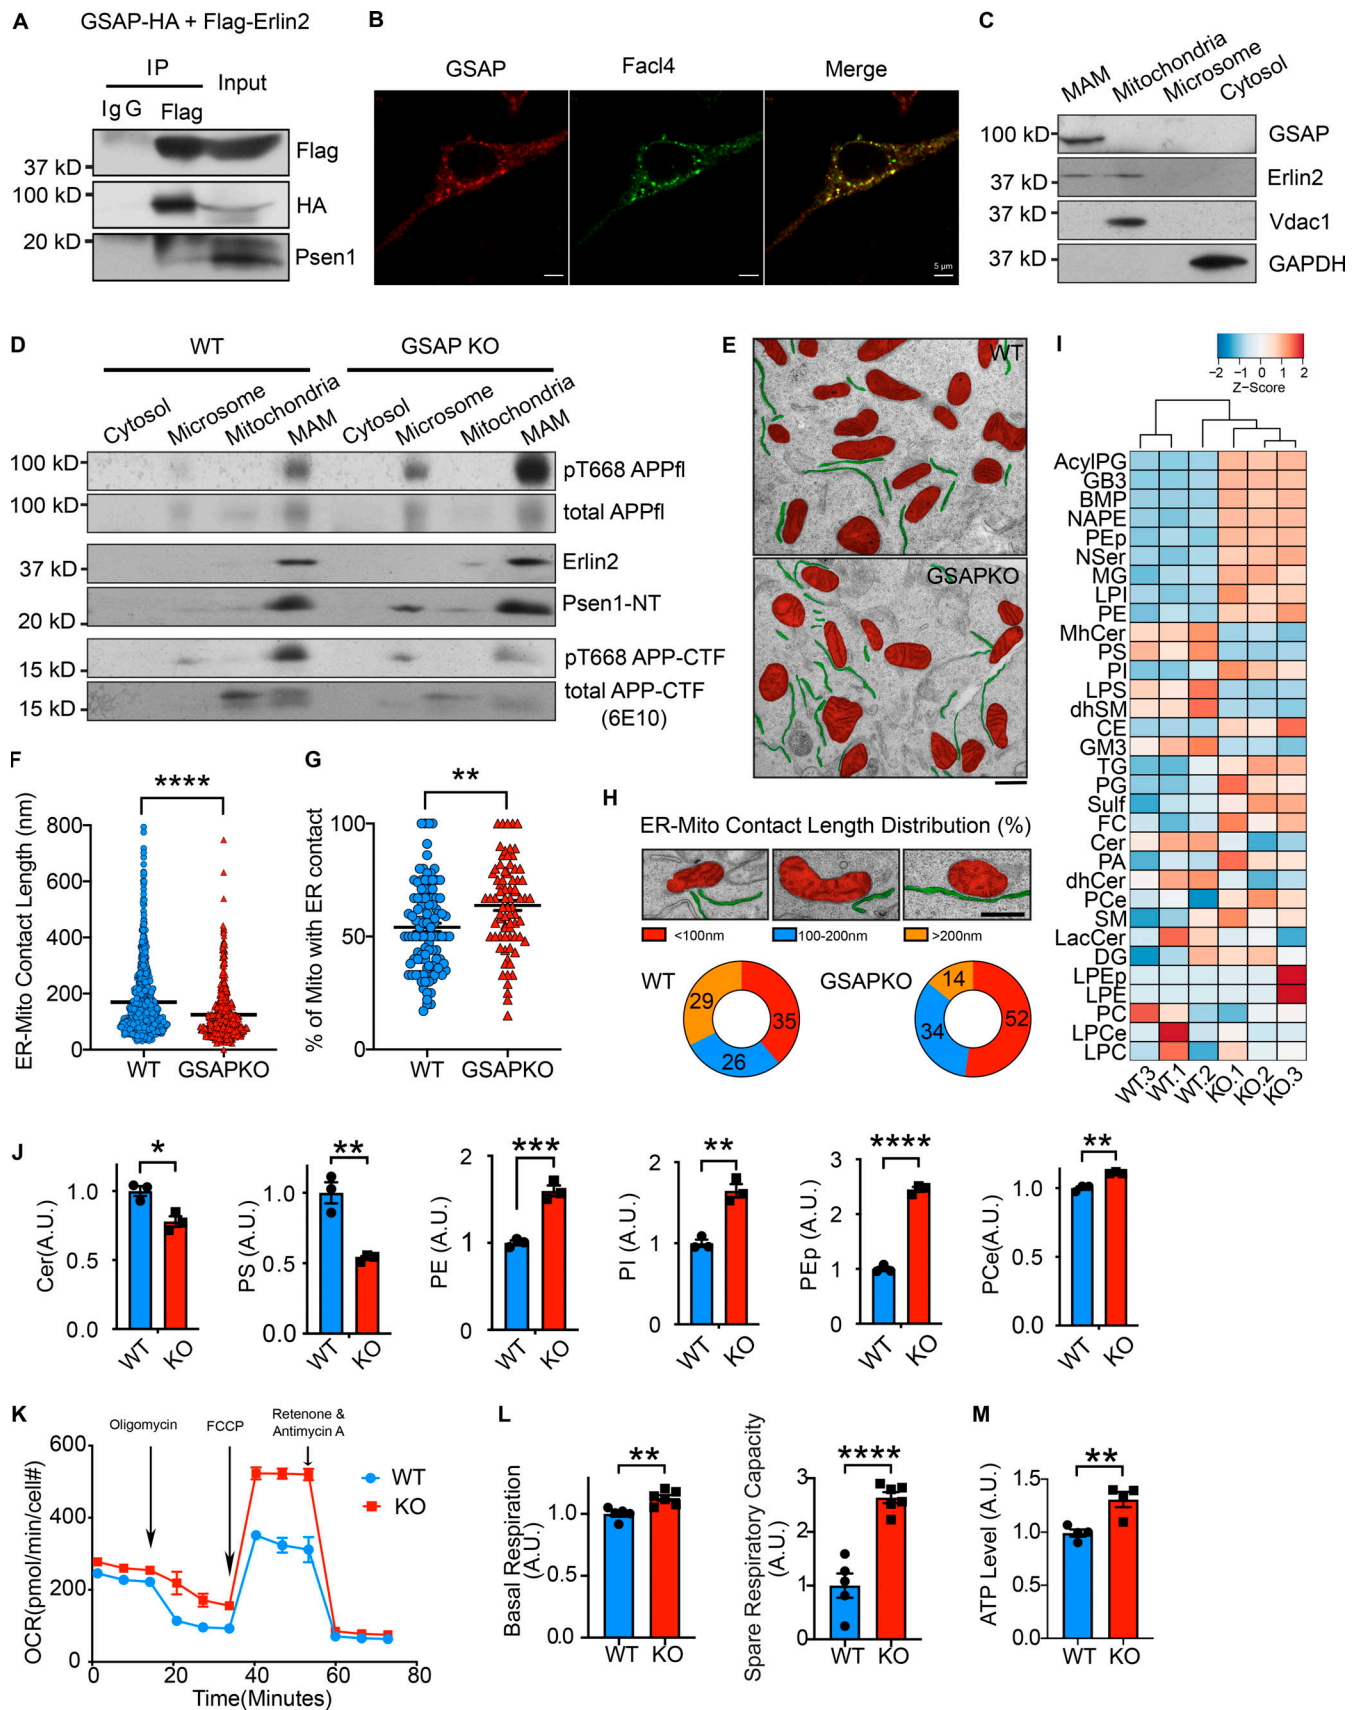 A
GSAP-HA + Flag-Erlin2
IP
Input
IgG
Flag
37 kD
Flag
100 kD
HA
20 kD
Psen1
B
GSAP
Facl4
Merge
5 µm
C
MAM
Mitochondria
Microsome
Cytosol
100 kD
GSAP
37 kD
Erlin2
37 kD
Vdac1
37 kD
GAPDH
D
WT
GSAP KO
Cytosol
Microsome
Mitochondria
MAM
Cytosol
Microsome
Mitochondria
MAM
100 kD
pT668 APPfl
100 kD
total APPfl
37 kD
Erlin2
20 kD
Psen1-NT
15 kD
pT668 APP-CTF
15 kD
total APP-CTF
(6E10)
E
WT
GSAPKO
F
ER-Mito Contact Length (nm)
800
600
400
200
0
****
WT
GSAPKO
G
% of Mito with ER contact
100
50
0
**
WT
GSAPKO
H
ER-Mito Contact Length Distribution (%)
<100nm
100-200nm
>200nm
WT
29
35
26
GSAPKO
14
34
52
I
−2 −1 0 1 2
Z−Score
AcylPG
GB3
BMP
NAPE
PEp
NSer
MG
LPI
PE
MhCer
PS
PI
LPS
dhSM
CE
GM3
TG
PG
Sulf
FC
Cer
PA
dhCer
PCe
SM
LacCer
DG
LPEp
LPE
PC
LPCe
LPC
WT.3
WT.1
WT.2
KO.1
KO.2
KO.3
J
Cer(A.U.)
1.0
0.5
0.0
*
WT
KO
PS (A.U.)
1.0
0.5
0.0
**
WT
KO
PE (A.U.)
2
1
0
***
WT
KO
PI (A.U.)
2
1
0
**
WT
KO
PEp (A.U.)
3
2
1
0
****
WT
KO
PCe(A.U.)
1.0
0.5
0.0
**
WT
KO
K
Oligomycin
FCCP
Retenone &
Antimycin A
OCR(pmol/min/cell#)
600
400
200
0
0 20 40 60 80
Time(Minutes)
WT
KO
L
Basal Respiration
(A.U.)
1.0
0.5
0.0
**
WT
KO
Spare Respiratory Capacity
(A.U.)
3
2
1
0
****
WT
KO
M
ATP Level (A.U.)
1.5
1.0
0.5
0.0
**
WT
KO